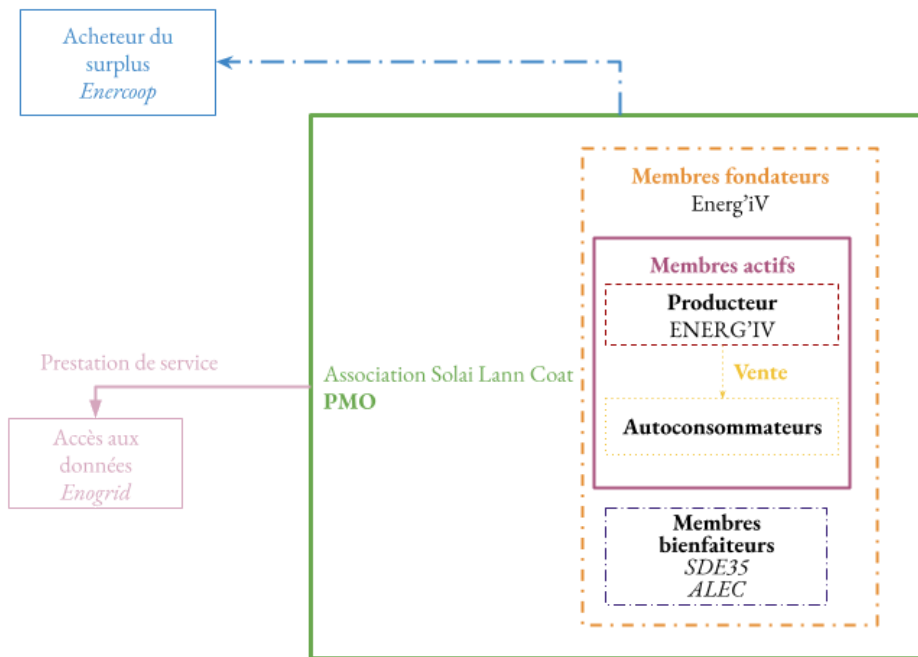 Acheteur du
surplus
Enercoop
Membres fondateurs
Energ’iV
Membres actifs
Producteur
ENERG’IV
Vente
Autoconsommateurs
Membres
bienfaiteurs
SDE35
ALEC
Association Solai Lann Coat
PMO
Prestation de service
Accès aux
données
Enogrid